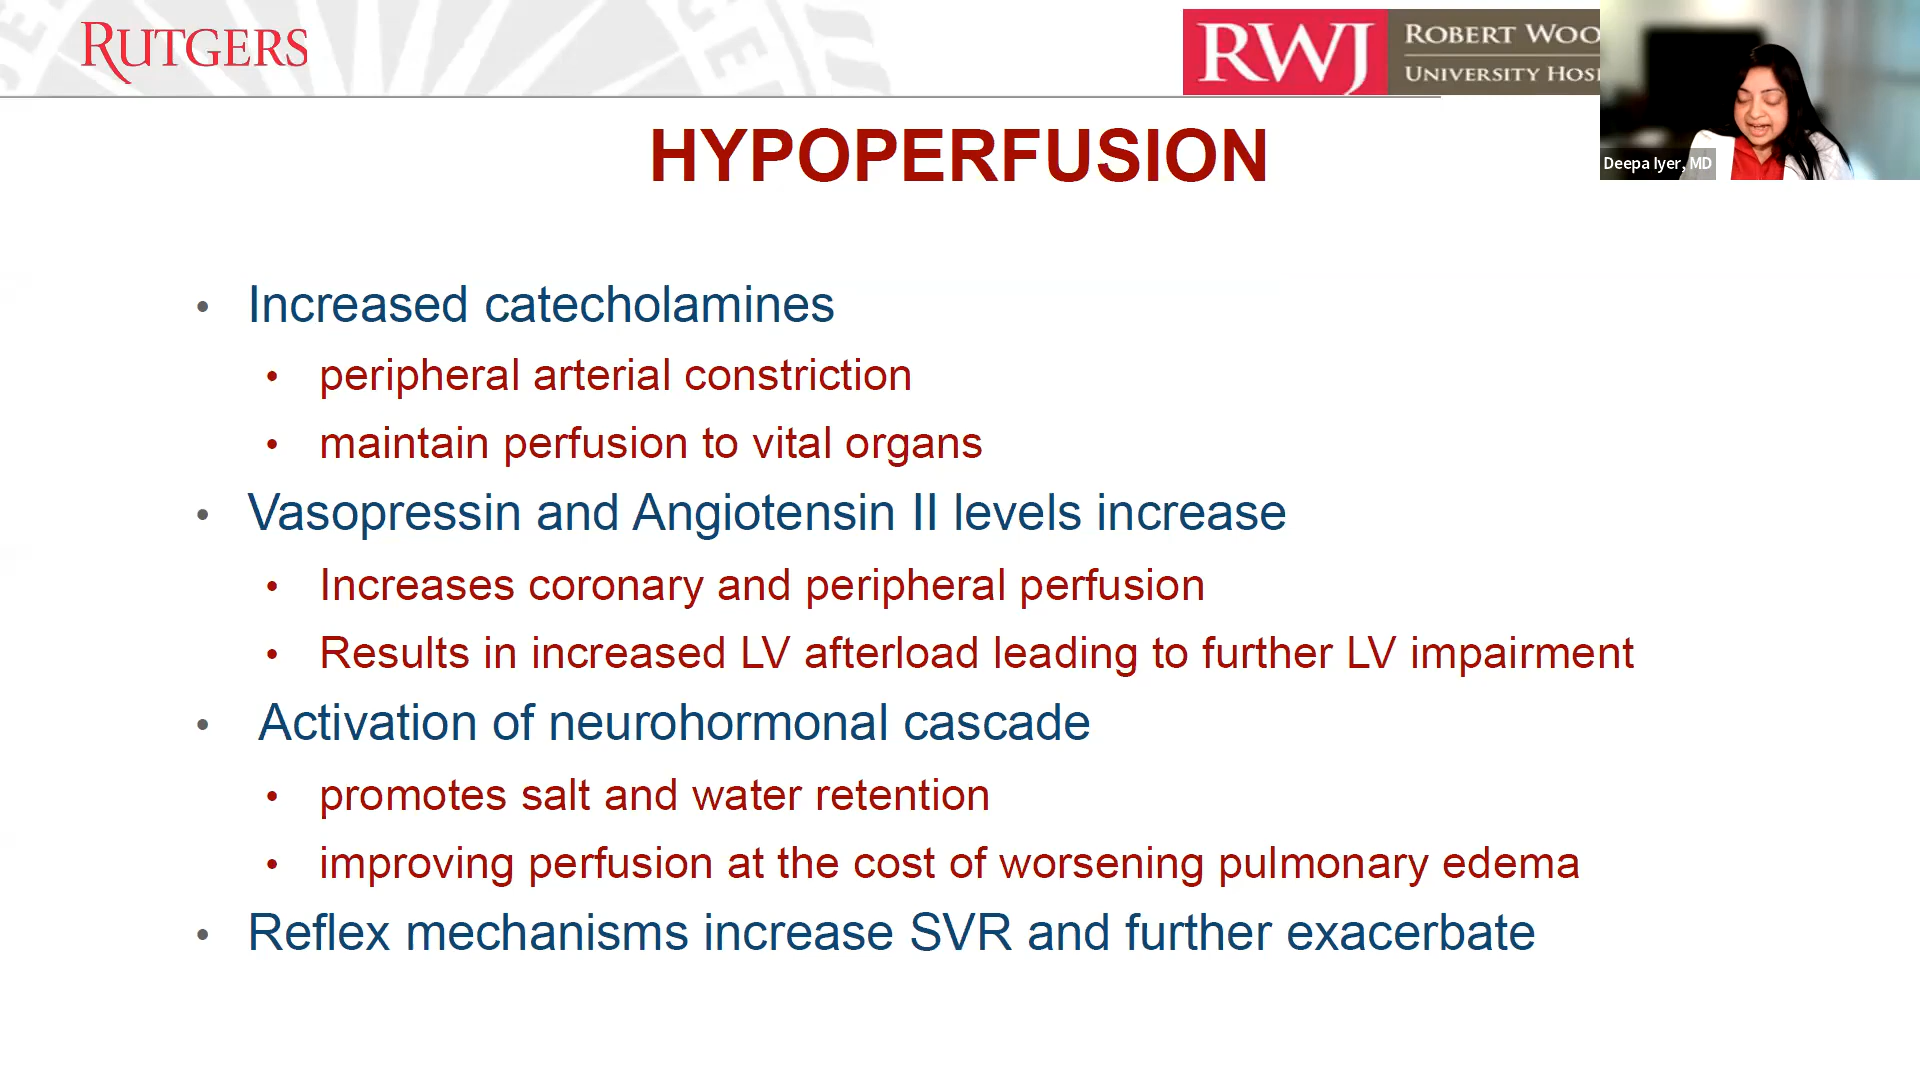 RUTGERS
RWJ
ROBERT WOO
UNIVERSITY HOS
Deepa Iyer, MD
HYPOPERFUSION
• Increased catecholamines
• peripheral arterial constriction
• maintain perfusion to vital organs
• Vasopressin and Angiotensin II levels increase
• Increases coronary and peripheral perfusion
• Results in increased LV afterload leading to further LV impairment
• Activation of neurohormonal cascade
• promotes salt and water retention
• improving perfusion at the cost of worsening pulmonary edema
• Reflex mechanisms increase SVR and further exacerbate